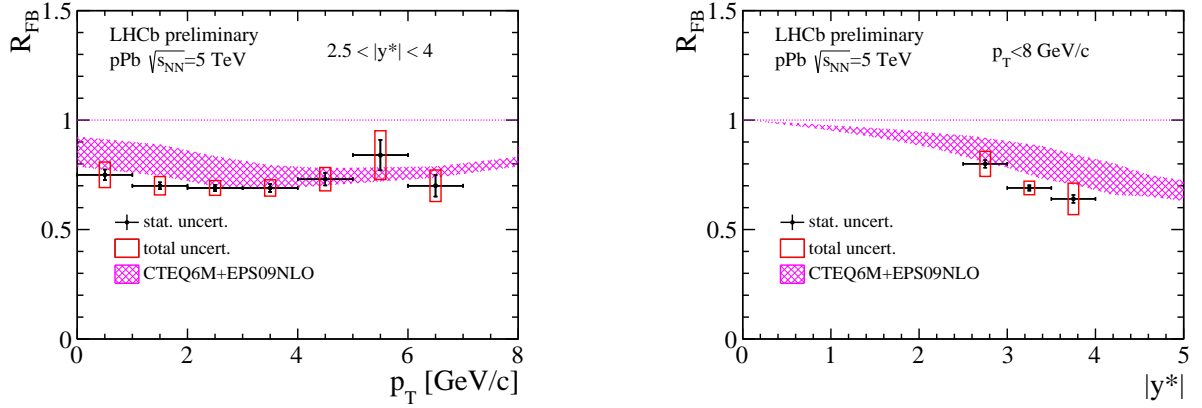 R_FB
1.5
1
0.5
0
LHCb preliminary
pPb √s_NN=5 TeV
2.5 < |y*| < 4
stat. uncert.
total uncert.
CTEQ6M+EPS09NLO
0 2 4 6 8
p_T [GeV/c]
R_FB
1.5
1
0.5
0
LHCb preliminary
pPb √s_NN=5 TeV
p_T<8 GeV/c
stat. uncert.
total uncert.
CTEQ6M+EPS09NLO
0 1 2 3 4 5
|y*|